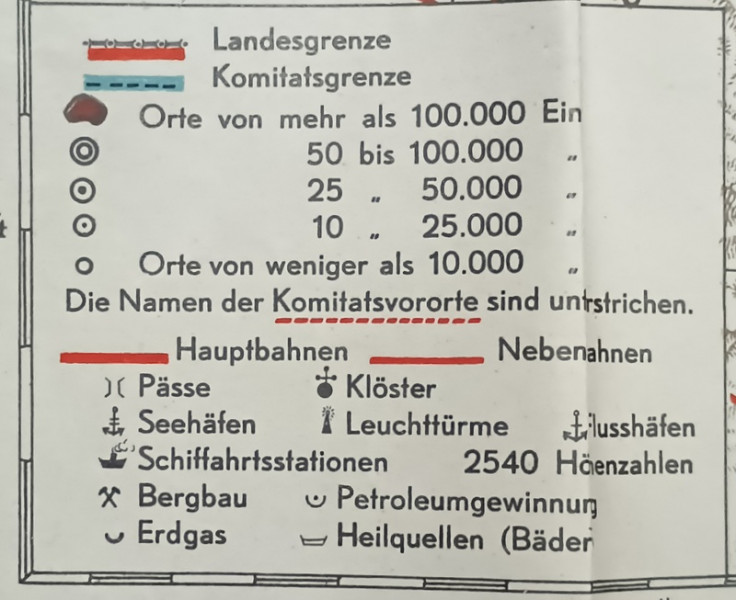 Landesgrenze
Komitatsgrenze
Orte von mehr als 100.000 Ein
50 bis 100.000 „
25 „ 50.000 „
10 „ 25.000 „
Orte von weniger als 10.000 „
Die Namen der Komitatsvororte sind untrstrichen.
Hauptbahnen Nebenahnen
Pässe Klöster
Seehäfen Leuchttürme lusshäfen
Schiffahrtsstationen 2540 Höenzahlen
Bergbau Petroleumgewinnun
Erdgas Heilquellen (Bäder